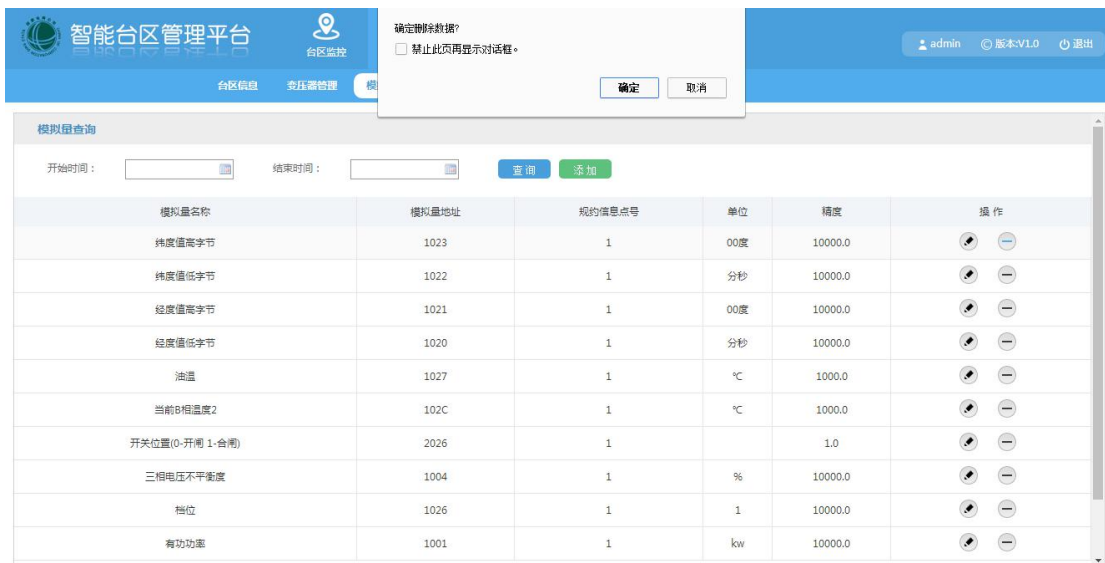 智能台区管理平台
台区监控
确定删除数据?
禁止此页再显示对话框。
确定 取消
admin ©版本:V1.0 退出
台区信息 变压器管理 模
模拟量查询
开始时间： 结束时间： 查询 添加
模拟量名称 模拟量地址 规约信息点号 单位 精度 操作
纬度值高字节 1023 1 00度 10000.0
纬度值低字节 1022 1 分秒 10000.0
经度值高字节 1021 1 00度 10000.0
经度值低字节 1020 1 分秒 10000.0
油温 1027 1 ℃ 1000.0
当前B相温度2 102C 1 ℃ 1000.0
开关位置(0-开闸 1-合闸) 2026 1 1.0
三相电压不平衡度 1004 1 % 10000.0
档位 1026 1 1 10000.0
有功功率 1001 1 kw 10000.0